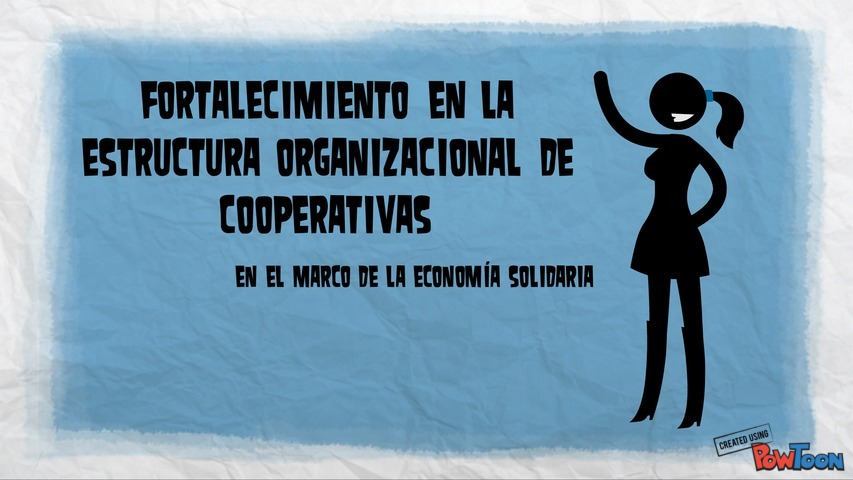 FORTALECIMIENTO EN LA
ESTRUCTURA ORGANIZACIONAL DE
COOPERATIVAS
EN EL MARCO DE LA ECONOMÍA SOLIDARIA
CREATED USING
POWTOON